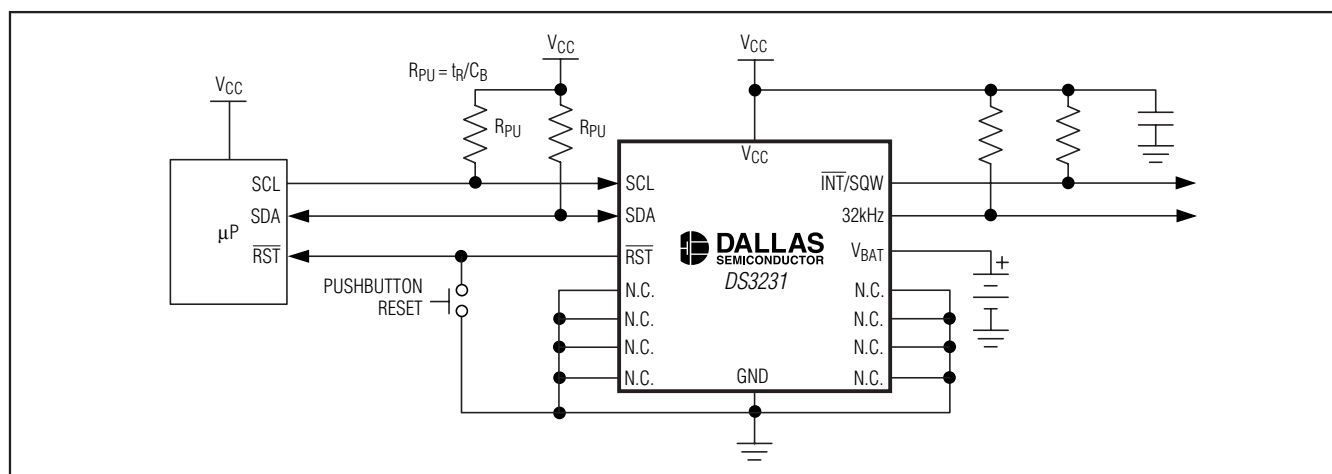 VCC
VCC
RPU = tR/CB
VCC
RPU
RPU
VCC
SCL
SCL
INT/SQW
SDA
SDA
32kHz
μP
RST
RST
DALLAS
SEMICONDUCTOR
DS3231
VBAT
+
PUSHBUTTON
RESET
N.C.
N.C.
N.C.
N.C.
N.C.
N.C.
N.C.
GND
N.C.